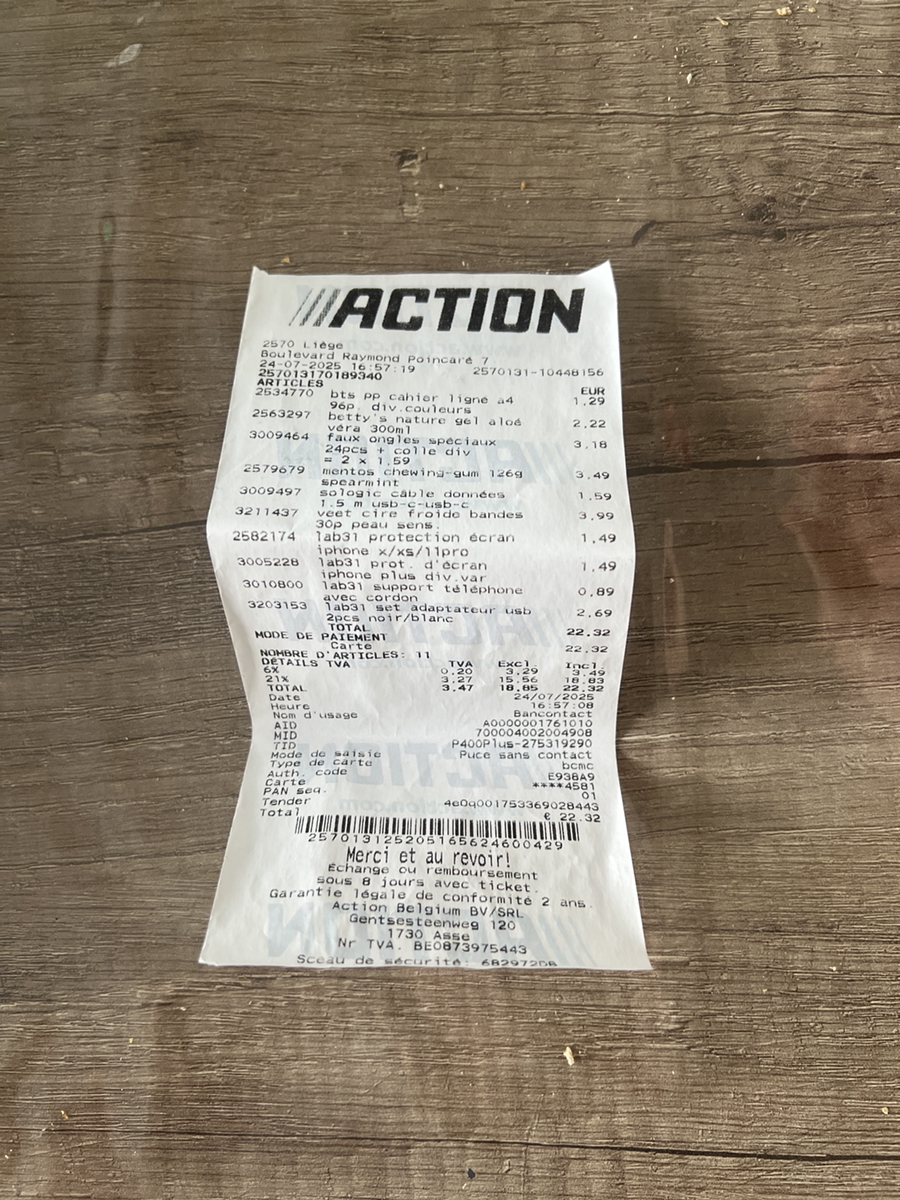 ///ACTION
2570 Liège
Boulevard Raymond Poincaré 7
24-07-2025 16:57:19 2570131-10448156
257013170189340
ARTICLES EUR
2534770 bts pp cahier ligné a4 1,29
96p. div.couleurs
2563297 betty's nature gel aloé 2,22
véra 300ml
3009464 faux ongles spéciaux 3,18
24pcs + colle div
= 2 x 1.59
2579679 mentos chewing-gum 126g 3,49
spearmint
3009497 sologic câble données 1,59
1.5 m usb-c-usb-c
3211437 veet cire froide bandes 3,99
30p peau sens.
2582174 lab31 protection écran 1,49
iphone x/xs/11pro
3005228 lab31 prot. d'écran 1,49
iphone plus div.var
3010800 lab31 support téléphone 0,89
avec cordon
3203153 lab31 set adaptateur usb 2,69
2pcs noir/blanc
TOTAL 22,32
MODE DE PAIEMENT
Carte 22,32
NOMBRE D'ARTICLES: 11
DÉTAILS TVA TVA Excl Incl.
6% 0,20 3,29 3,49
21% 3,27 15,56 18,83
TOTAL 3,47 18,85 22,32
Date 24/07/2025
Heure 16:57:08
Nom d'usage Bancontact
AID A0000001761010
MID 700004002004908
TID P400Plus-275319290
Mode de saisie Puce sans contact
Type de carte bcmc
Auth. code E938A9
Carte ****4581
PAN seq. 01
Tender 4e0q001753369028443
Total € 22.32
257013125205165624600429
Merci et au revoir!
Échange ou remboursement
sous 8 jours avec ticket.
Garantie légale de conformité 2 ans.
Action Belgium BV/SRL
Gentsesteenweg 120
1730 Asse
Nr TVA. BE0873975443
Sceau de sécurité: